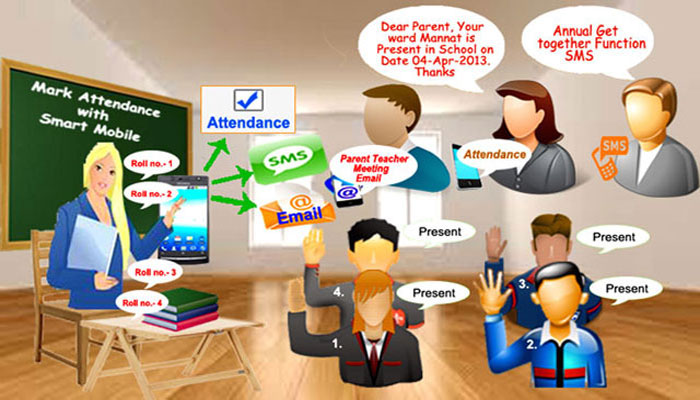 Mark Attendance
with
Smart Mobile
Roll no.- 1
Roll no.- 2
Roll no.- 3
Roll no.- 4
Attendance
SMS
@
Email
Dear Parent, Your
ward Mannat is
Present in School on
Date 04-Apr-2013.
Thanks
Annual Get
together Function
SMS
Parent Teacher
Meeting
Email
@
Attendance
SMS
Present
Present
Present
Present
4.
3.
1.
2.